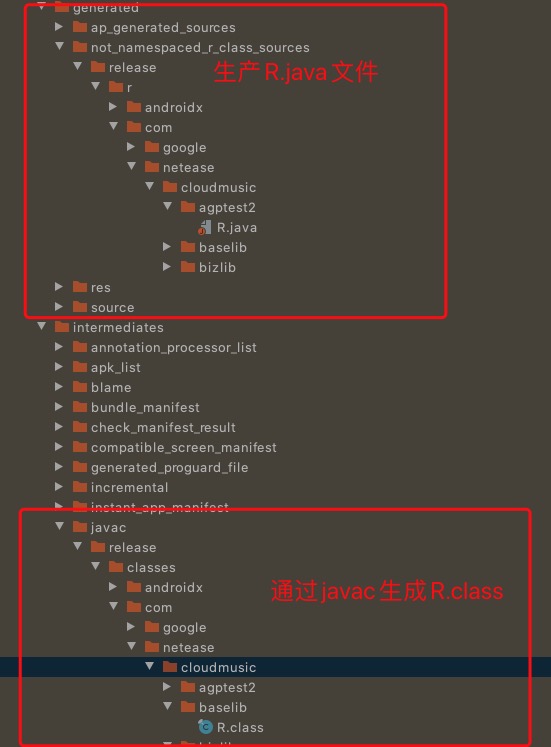 generated
ap_generated_sources
not_namespaced_r_class_sources
release
生产R.java文件
r
androidx
com
google
netease
cloudmusic
agptest2
R.java
baselib
bizlib
res
source
intermediates
annotation_processor_list
apk_list
blame
bundle_manifest
check_manifest_result
compatible_screen_manifest
generated_proguard_file
incremental
instant_app_manifest
javac
release
classes
androidx
通过javac生成R.class
com
google
netease
cloudmusic
agptest2
baselib
R.class